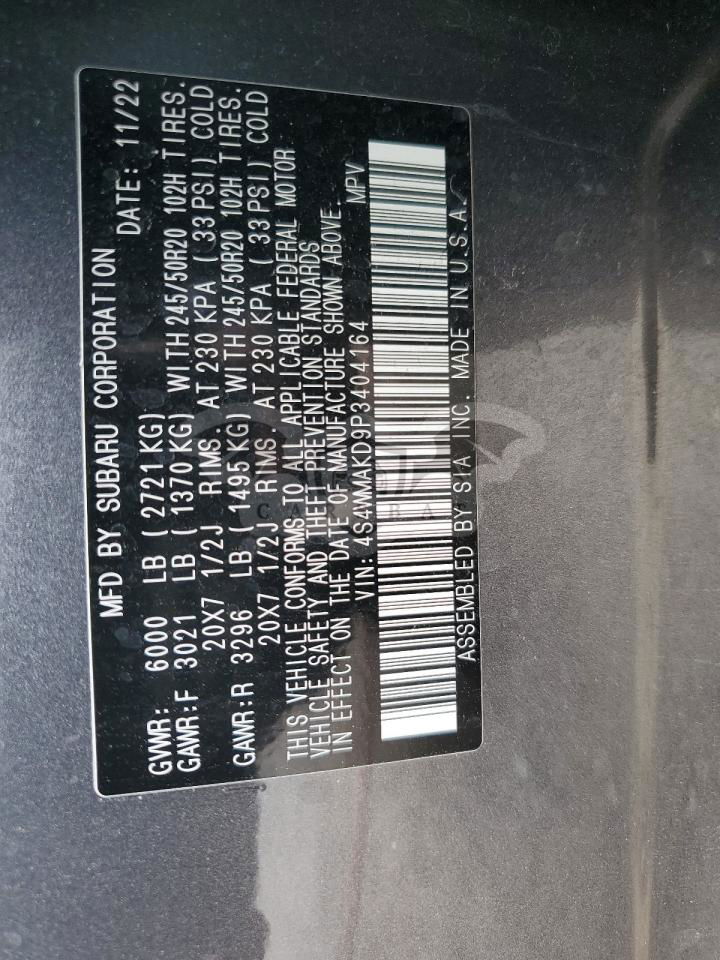 MFD BY SUBARU CORPORATION DATE: 11/22
GVWR: 6000 LB ( 2721 KG)
GAWR:F 3021 LB ( 1370 KG) WITH 245/50R20 102H TIRES.
20X7 1/2J RIMS. AT 230 KPA ( 33 PSI) COLD
GAWR:R 3296 LB ( 1495 KG) WITH 245/50R20 102H TIRES.
20X7 1/2J RIMS. AT 230 KPA ( 33 PSI) COLD
THIS VEHICLE CONFORMS TO ALL APPLICABLE FEDERAL MOTOR
VEHICLE SAFETY AND THEFT PREVENTION STANDARDS
IN EFFECT ON THE DATE OF MANUFACTURE SHOWN ABOVE.
VIN: 4S4WMAKD9P3404164 MPV
ASSEMBLED BY SIA INC. MADE IN U.S.A.